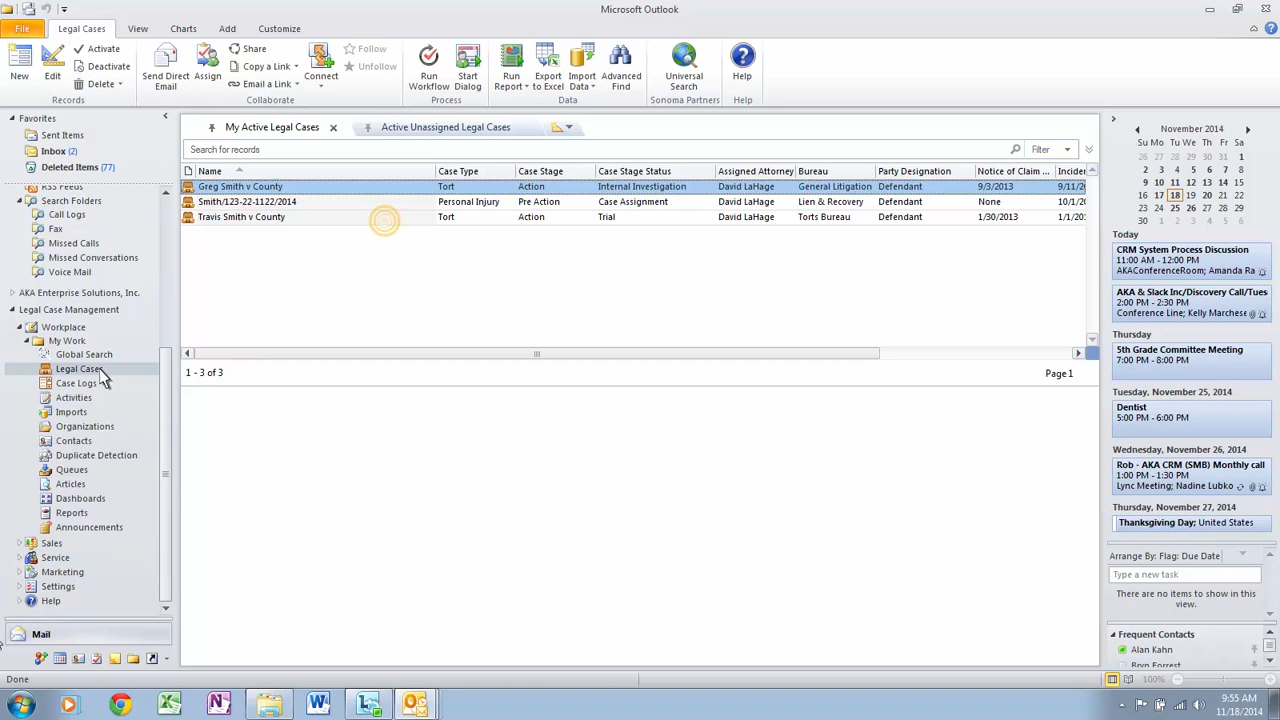 Microsoft Outlook
File Legal Cases View Charts Add Customize
New
Edit
Activate
Deactivate
Delete
Records
Send Direct Email
Assign
Share
Copy a Link
Email a Link
Connect
Follow
Unfollow
Collaborate
Run Workflow
Start Dialog
Process
Run Report
Export to Excel
Import Data
Advanced Find
Data
Universal Search
Sonoma Partners
Help
Help
Favorites
Sent Items
Inbox (2)
Deleted Items (77)
RSS Feeds
Search Folders
Call Logs
Fax
Missed Calls
Missed Conversations
Voice Mail
AKA Enterprise Solutions, Inc.
Legal Case Management
Workplace
My Work
Global Search
Legal Cases
Case Logs
Activities
Imports
Organizations
Contacts
Duplicate Detection
Queues
Articles
Dashboards
Reports
Announcements
Sales
Service
Marketing
Settings
Help
Mail
My Active Legal Cases
Active Unassigned Legal Cases
Search for records
Filter
Name Case Type Case Stage Case Stage Status Assigned Attorney Bureau Party Designation Notice of Claim ... Inciden
Greg Smith v County Tort Action Internal Investigation David LaHage General Litigation Defendant 9/3/2013 9/11/20
Smith/123-22-1122/2014 Personal Injury Pre Action Case Assignment David LaHage Lien & Recovery Defendant None 10/1/20
Travis Smith v County Tort Action Trial David LaHage Torts Bureau Defendant 1/30/2013 1/1/20
1 - 3 of 3
Page 1
November 2014
Su Mo Tu We Th Fr Sa
26 27 28 29 30 31 1
2 3 4 5 6 7 8
9 10 11 12 13 14 15
16 17 18 19 20 21 22
23 24 25 26 27 28 29
30 1 2 3 4 5 6
Today
CRM System Process Discussion
11:00 AM - 12:00 PM
AKAConferenceRoom; Amanda Ra
AKA & Slack Inc/Discovery Call/Tues
2:00 PM - 2:30 PM
Conference Line; Kelly Marchese
Thursday
5th Grade Committee Meeting
7:00 PM - 8:00 PM
Tuesday, November 25, 2014
Dentist
5:00 PM - 6:00 PM
Wednesday, November 26, 2014
Rob - AKA CRM (SMB) Monthly call
1:00 PM - 1:30 PM
Lync Meeting; Nadine Lubko
Thursday, November 27, 2014
Thanksgiving Day; United States
Arrange By: Flag: Due Date
Type a new task
There are no items to show in this view.
Frequent Contacts
Alan Kahn
Bryn Forrest
Done
100%
9:55 AM
11/18/2014